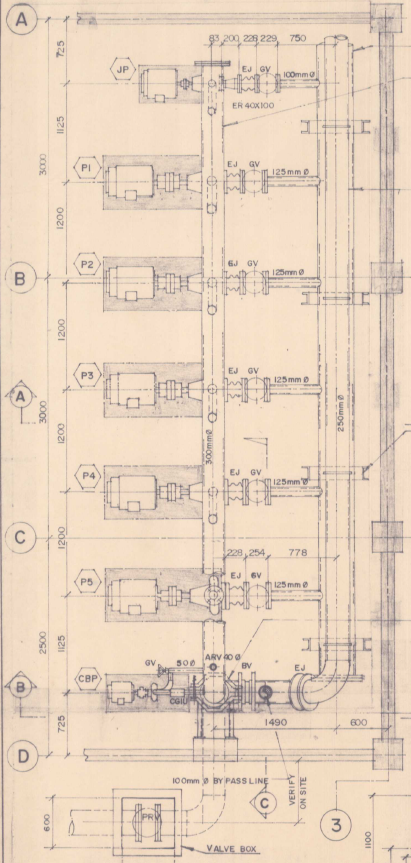 A
83 200 228 229 750
725
JP
EJ GV
100mm Ø
ER 40X100
1125
3000
P1
EJ GV
125mm Ø
1200
P2
B
GJ GV
125mm Ø
1200
A
3000
P3
EJ GV
125mm Ø
250mm Ø
1200
300mm Ø
P4
EJ GV
125mm Ø
C
1200
228 254 778
P5
EJ GV
125mm Ø
2500
1125
GV
50 Ø
ARV 40 Ø
BV
EJ
CBP
B
1490 600
725
D
100mm Ø BY PASS LINE
C
VERIFY
ON SITE
3
600
PRV
1100
VALVE BOX